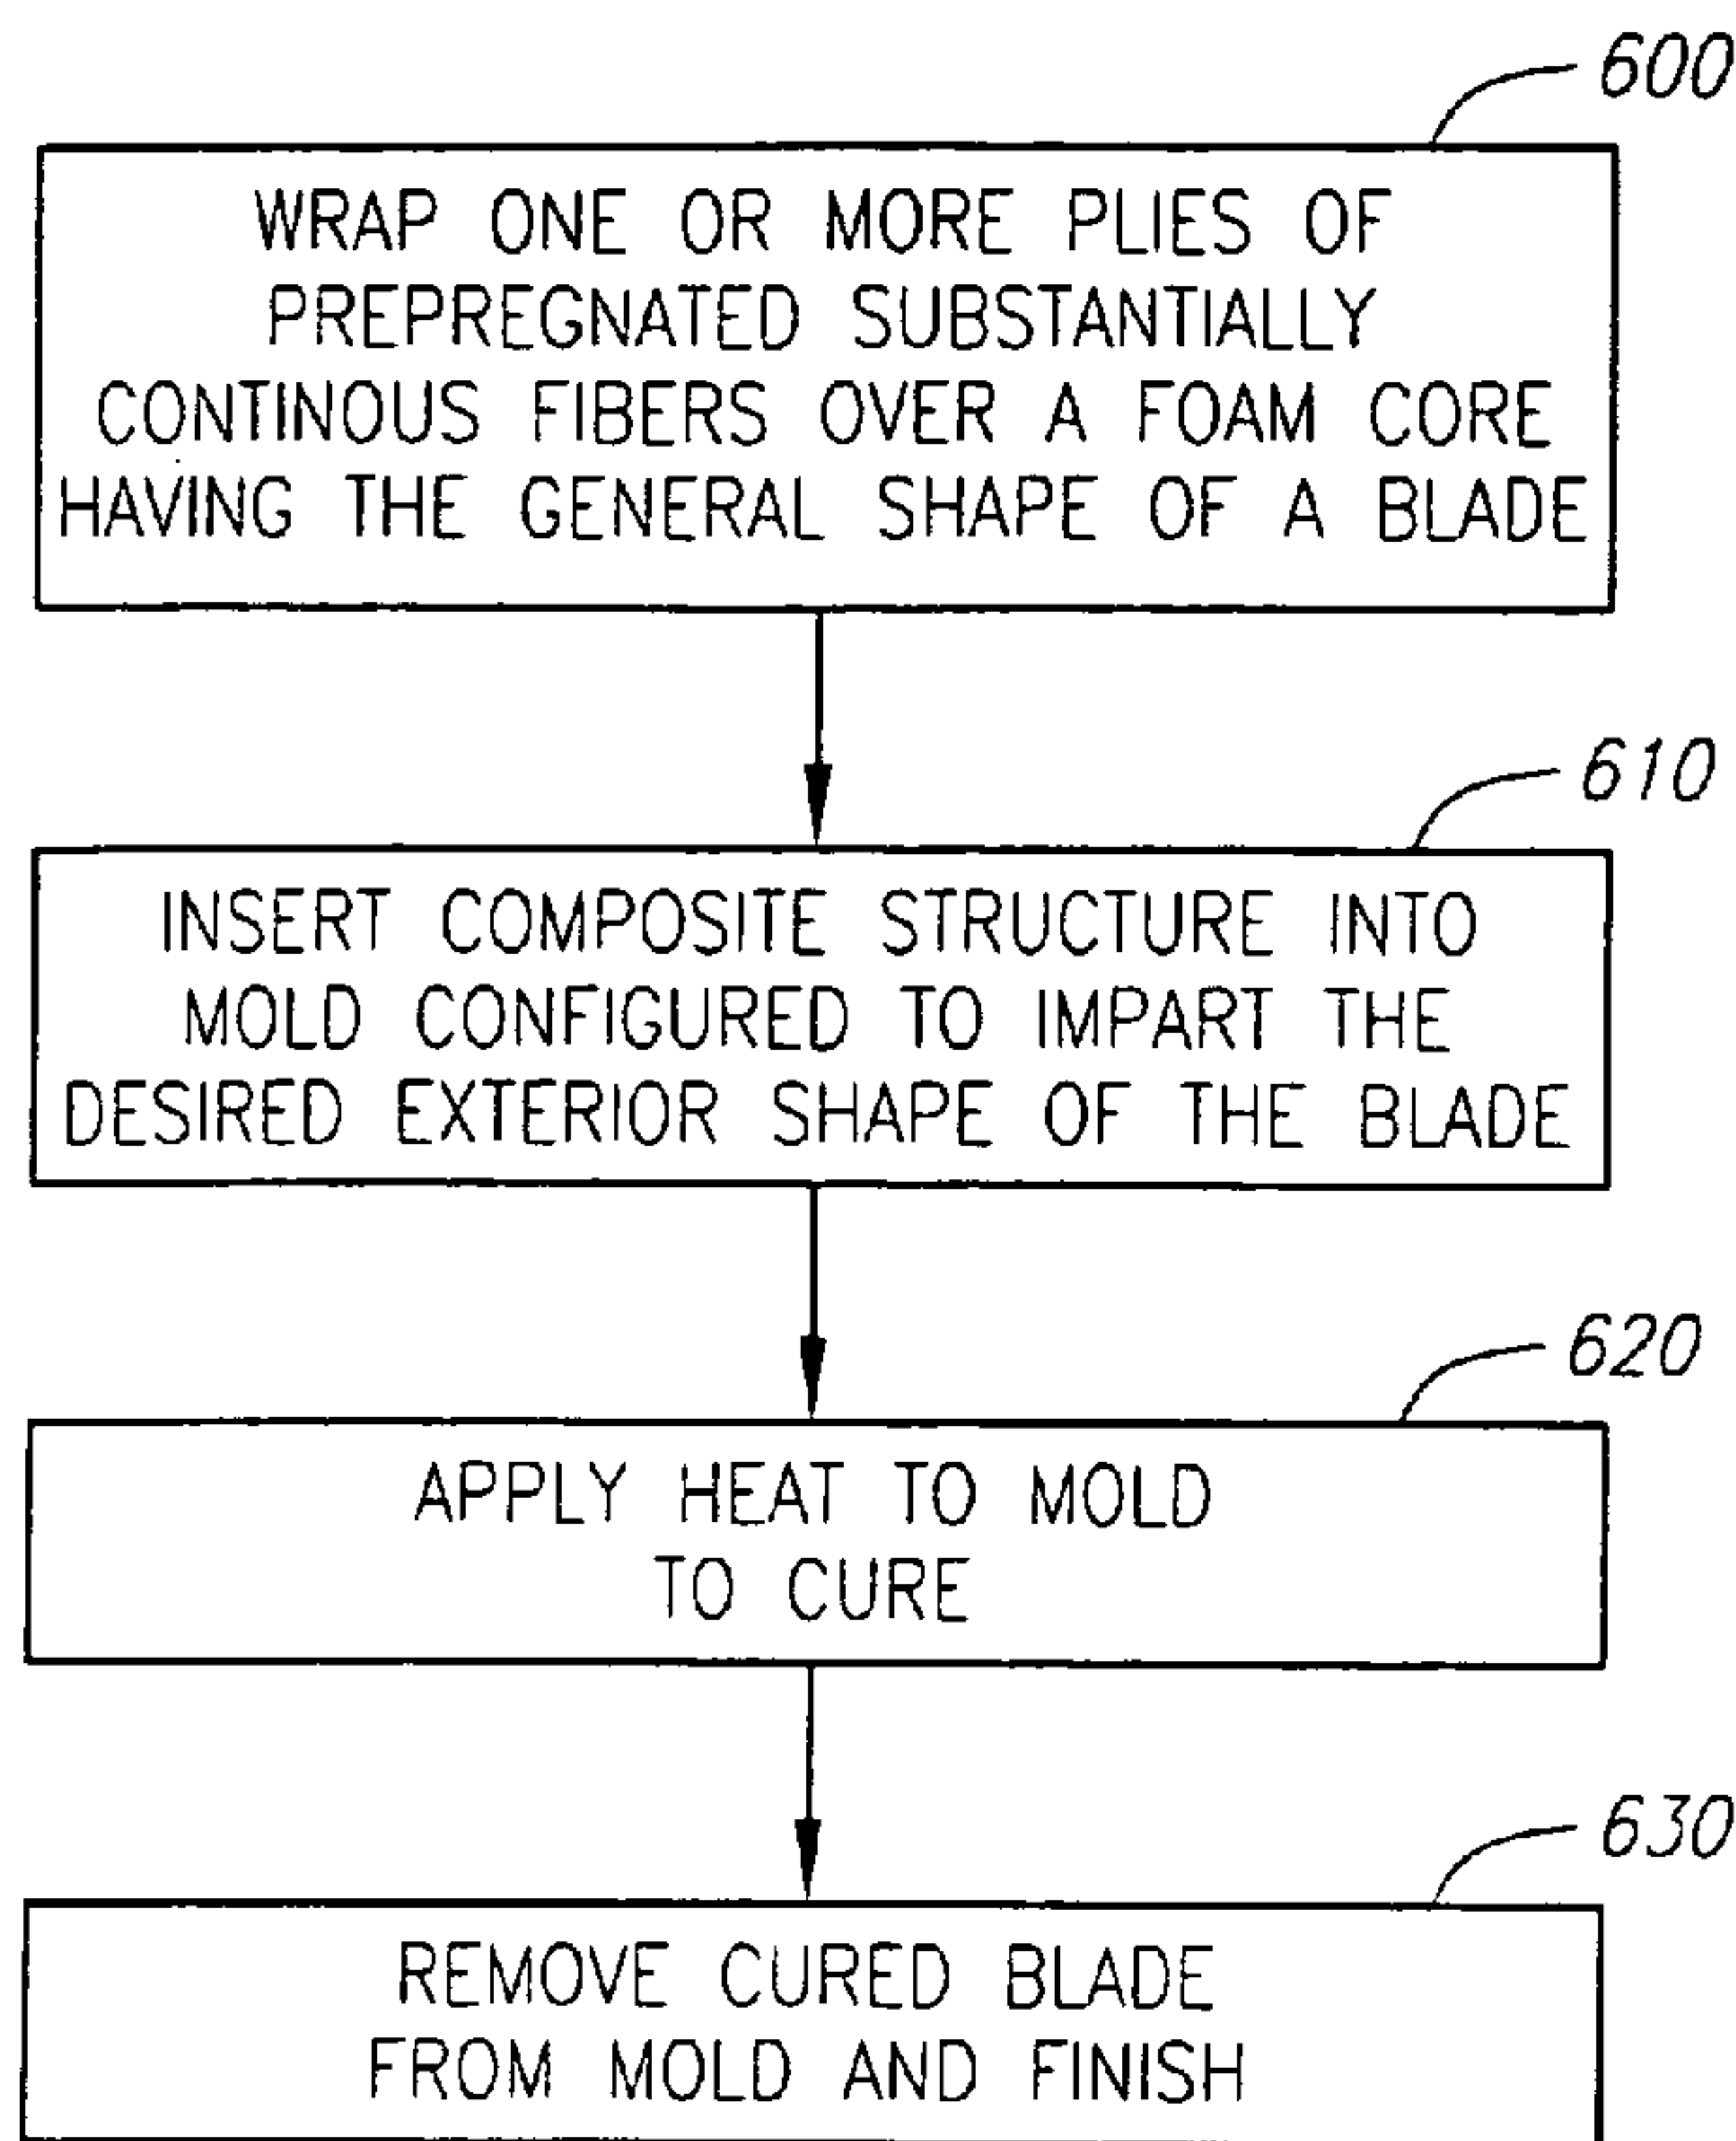 600
WRAP ONE OR MORE PLIES OF
PREPREGNATED SUBSTANTIALLY
CONTINOUS FIBERS OVER A FOAM CORE
HAVING THE GENERAL SHAPE OF A BLADE
610
INSERT COMPOSITE STRUCTURE INTO
MOLD CONFIGURED TO IMPART THE
DESIRED EXTERIOR SHAPE OF THE BLADE
620
APPLY HEAT TO MOLD
TO CURE
630
REMOVE CURED BLADE
FROM MOLD AND FINISH